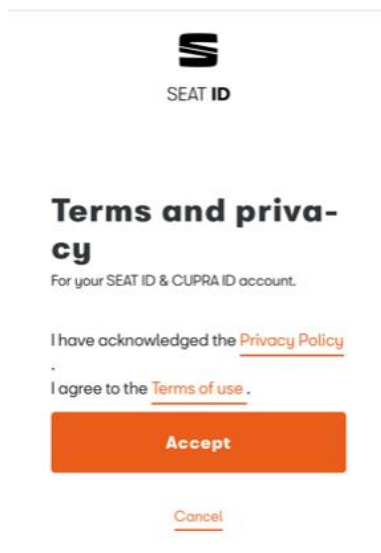 SEAT ID
Terms and priva-
cy
For your SEAT ID & CUPRA ID account.
I have acknowledged the Privacy Policy
.
I agree to the Terms of use .
Accept
Cancel